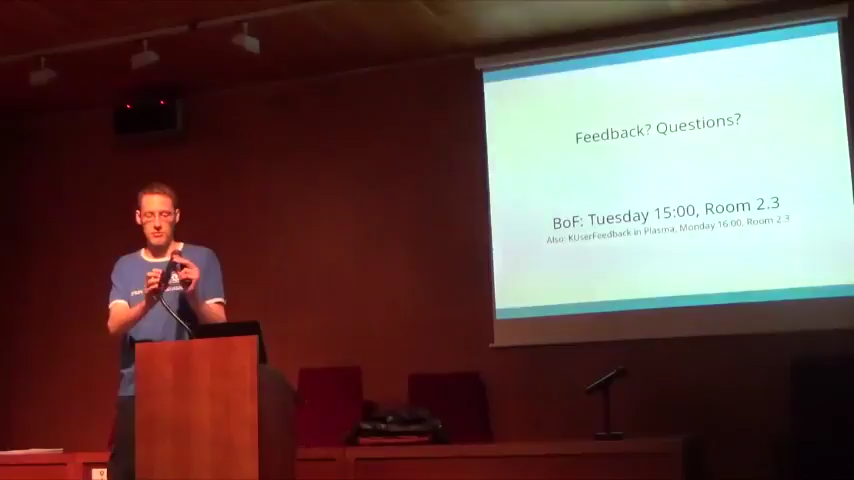 Feedback? Questions?
BoF: Tuesday 15:00, Room 2.3
Also: KUserFeedback in Plasma, Monday 16:00, Room 2.3